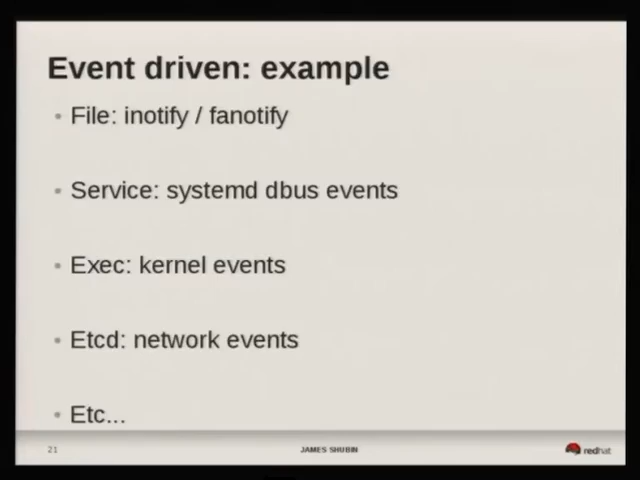 Event driven: example
• File: inotify / fanotify
• Service: systemd dbus events
• Exec: kernel events
• Etcd: network events
• Etc...
21
JAMES SHUBIN
redhat